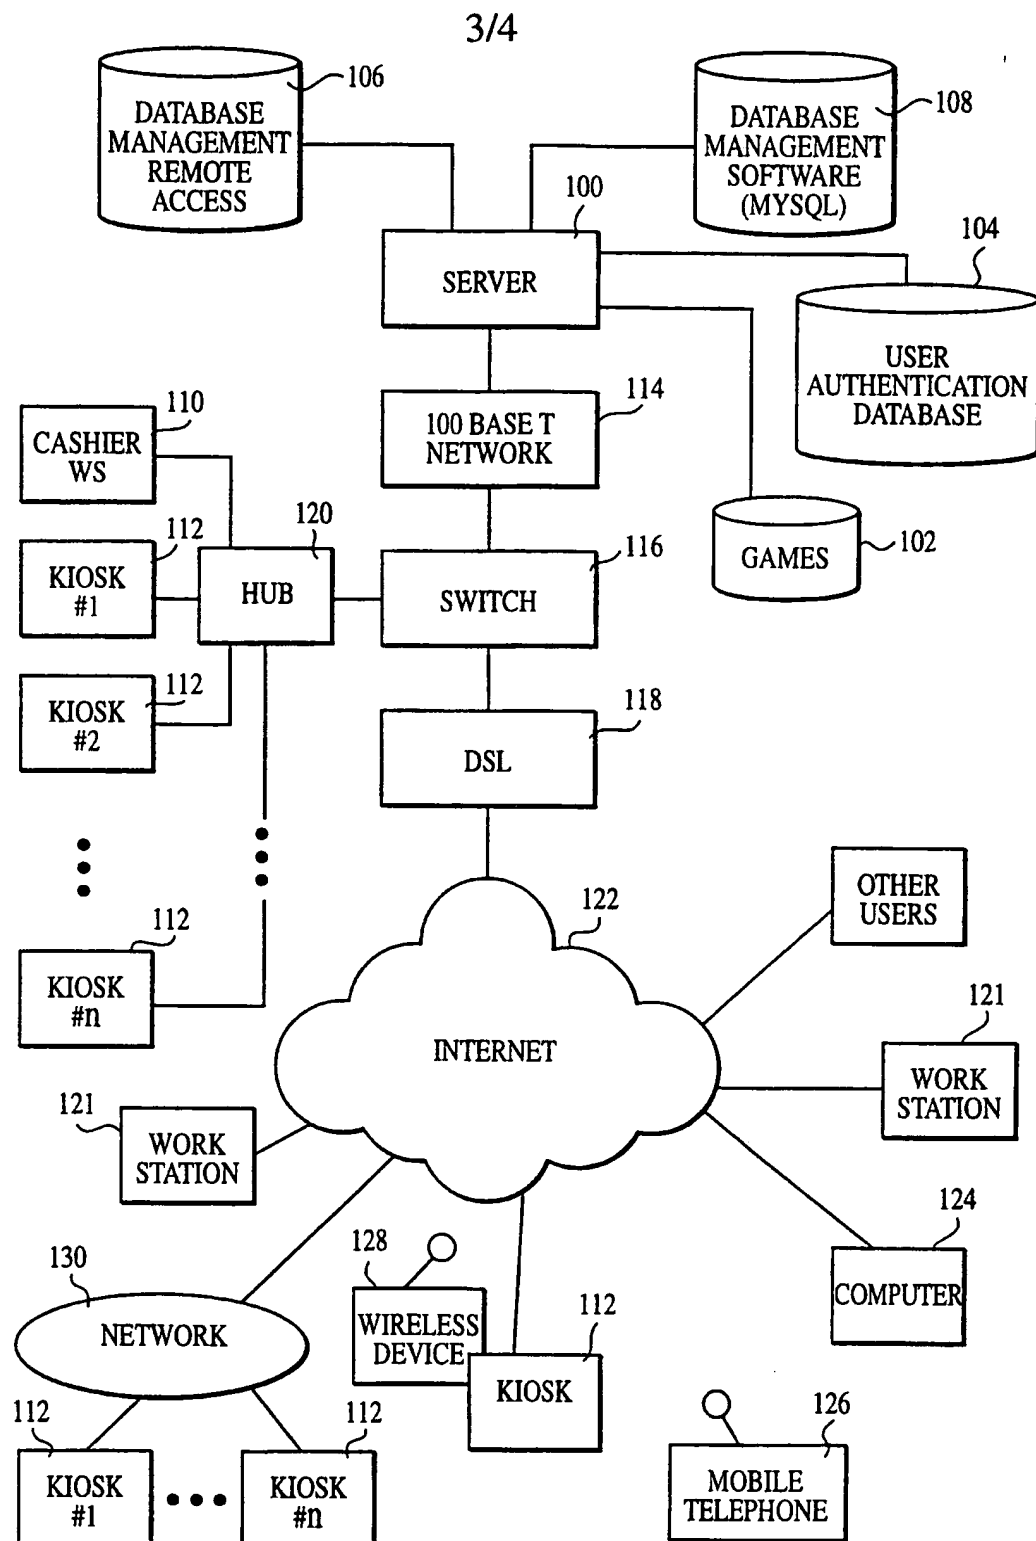 3/4
106
DATABASE
MANAGEMENT
REMOTE
ACCESS
108
DATABASE
MANAGEMENT
SOFTWARE
(MYSQL)
100
SERVER
104
USER
AUTHENTICATION
DATABASE
114
100 BASE T
NETWORK
110
CASHIER
WS
120
HUB
116
SWITCH
102
GAMES
112
KIOSK
#1
112
KIOSK
#2
118
DSL
112
KIOSK
#n
122
INTERNET
OTHER
USERS
121
WORK
STATION
121
WORK
STATION
124
COMPUTER
130
NETWORK
128
WIRELESS
DEVICE
112
KIOSK
112
KIOSK
#1
112
KIOSK
#n
126
MOBILE
TELEPHONE